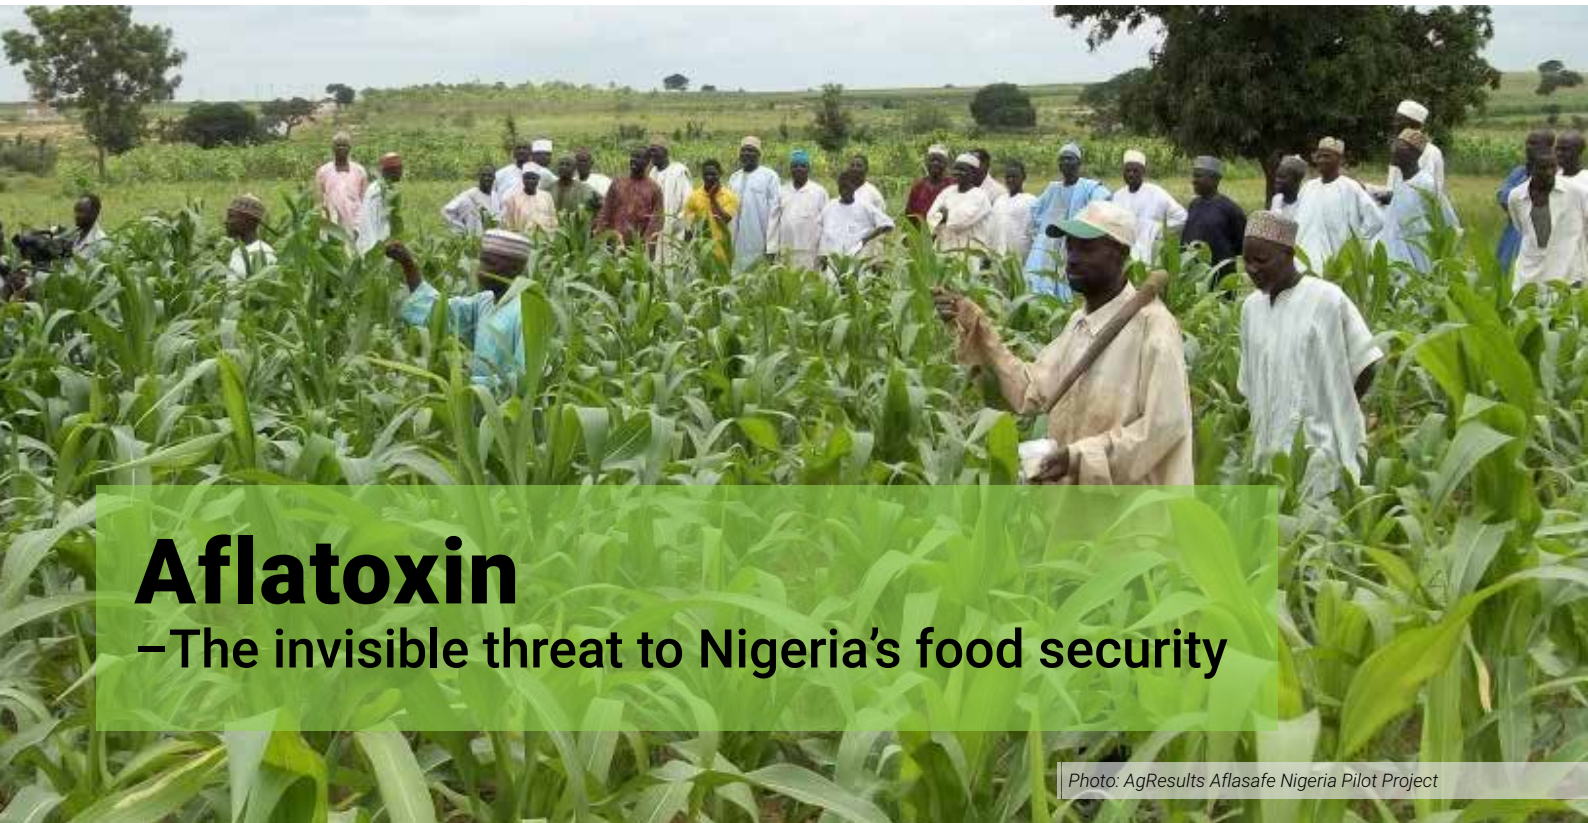 Aflatoxin
–The invisible threat to Nigeria’s food security
Photo: AgResults Aflasafe Nigeria Pilot Project